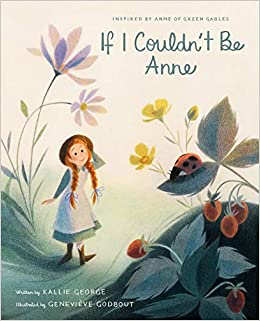 INSPIRED BY ANNE OF GREEN GABLES
If I Couldn't Be
Anne
Written by KALLIE GEORGE
Illustrated by GENEVIÈVE GODBOUT